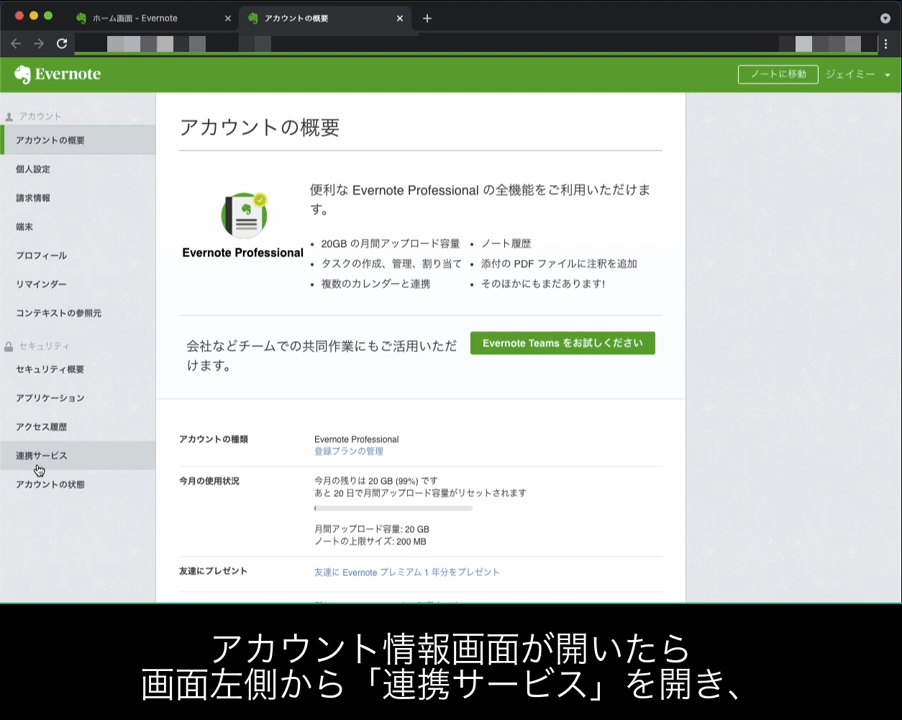 ホーム画面 - Evernote
アカウントの概要
Evernote
ノートに移動
ジェイミー
アカウント
アカウントの概要
個人設定
請求情報
端末
プロフィール
リマインダー
コンテキストの参照元
セキュリティ
セキュリティ概要
アプリケーション
アクセス履歴
連携サービス
アカウントの状態
アカウントの概要
Evernote Professional
便利な Evernote Professional の全機能をご利用いただけま
す。
• 20GB の月間アップロード容量
• タスクの作成、管理、割り当て
• 複数のカレンダーと連携
• ノート履歴
• 添付の PDF ファイルに注釈を追加
• そのほかにもまだあります!
会社などチームでの共同作業にもご活用いただ
けます。
Evernote Teams をお試しください
アカウントの種類
Evernote Professional
登録プランの管理
今月の使用状況
今月の残りは 20 GB (99%) です
あと 20 日で月間アップロード容量がリセットされます
月間アップロード容量: 20 GB
ノートの上限サイズ: 200 MB
友達にプレゼント
友達に Evernote プレミアム 1 年分をプレゼント
アカウント情報画面が開いたら
画面左側から「連携サービス」を開き、